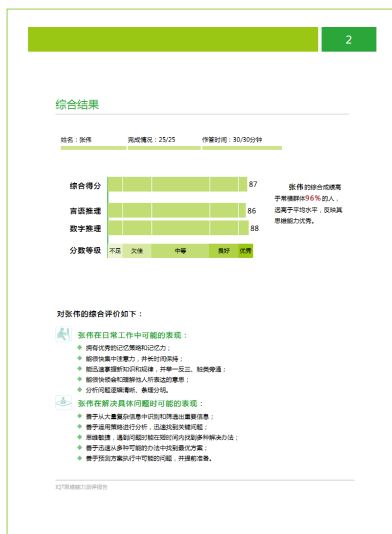 2
综合结果
姓名：张伟 完成情况：25/25 作答时间：30/30分钟
综合得分 87
言语推理 86
数字推理 88
分数等级 不足 欠佳 中等 良好 优秀
张伟的综合成绩高
于常模群体96%的人，
远高于平均水平，反映其
思维能力优秀。
对张伟的综合评价如下：
张伟在日常工作中可能的表现：
拥有优秀的记忆策略和记忆力；
能很快集中注意力，并长时间保持；
能迅速掌握新知识和规律，并举一反三、触类旁通；
能很快领会和理解他人所表达的意思；
分析问题逻辑清晰、条理分明。
张伟在解决具体问题时可能的表现：
善于从大量复杂信息中识别和筛选出重要信息；
善于运用策略进行分析，迅速找到关键问题；
思维敏捷，遇到问题时能在短时间内找到多种解决办法；
善于迅速从多种可能的办法中找到最优方案；
善于预测方案执行中可能的问题，并提前准备。
IQT思维能力测评报告